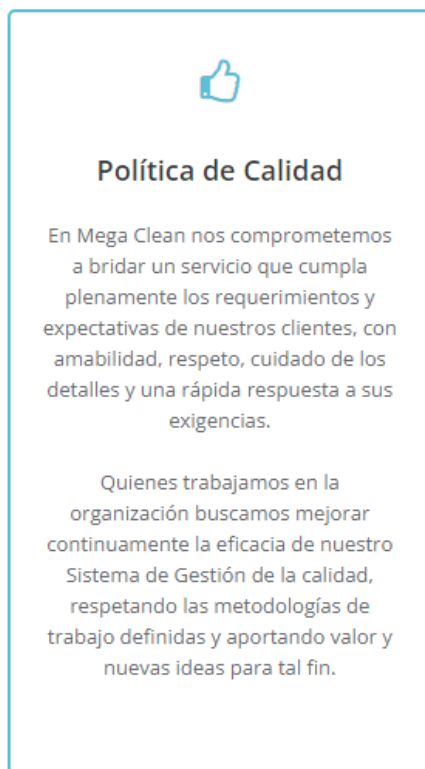 Política de Calidad
En Mega Clean nos comprometemos
a bridar un servicio que cumpla
plenamente los requerimientos y
expectativas de nuestros clientes, con
amabilidad, respeto, cuidado de los
detalles y una rápida respuesta a sus
exigencias.
Quienes trabajamos en la
organización buscamos mejorar
continuamente la eficacia de nuestro
Sistema de Gestión de la calidad,
respetando las metodologías de
trabajo definidas y aportando valor y
nuevas ideas para tal fin.